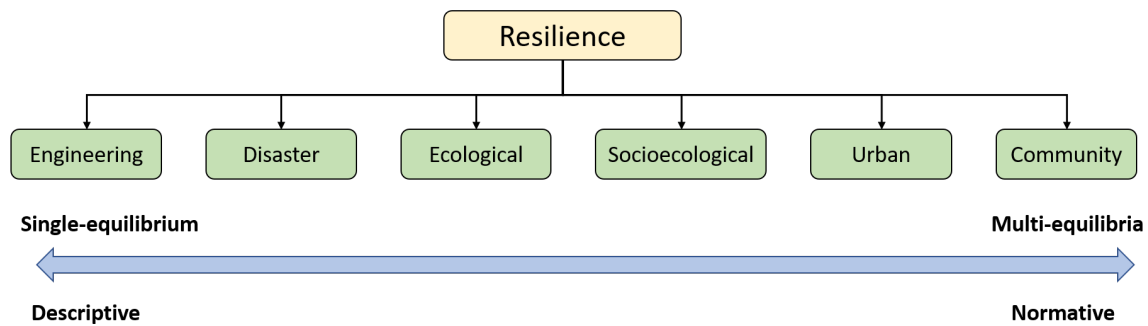 Resilience
Engineering
Disaster
Ecological
Socioecological
Urban
Community
Single-equilibrium
Multi-equilibria
Descriptive
Normative